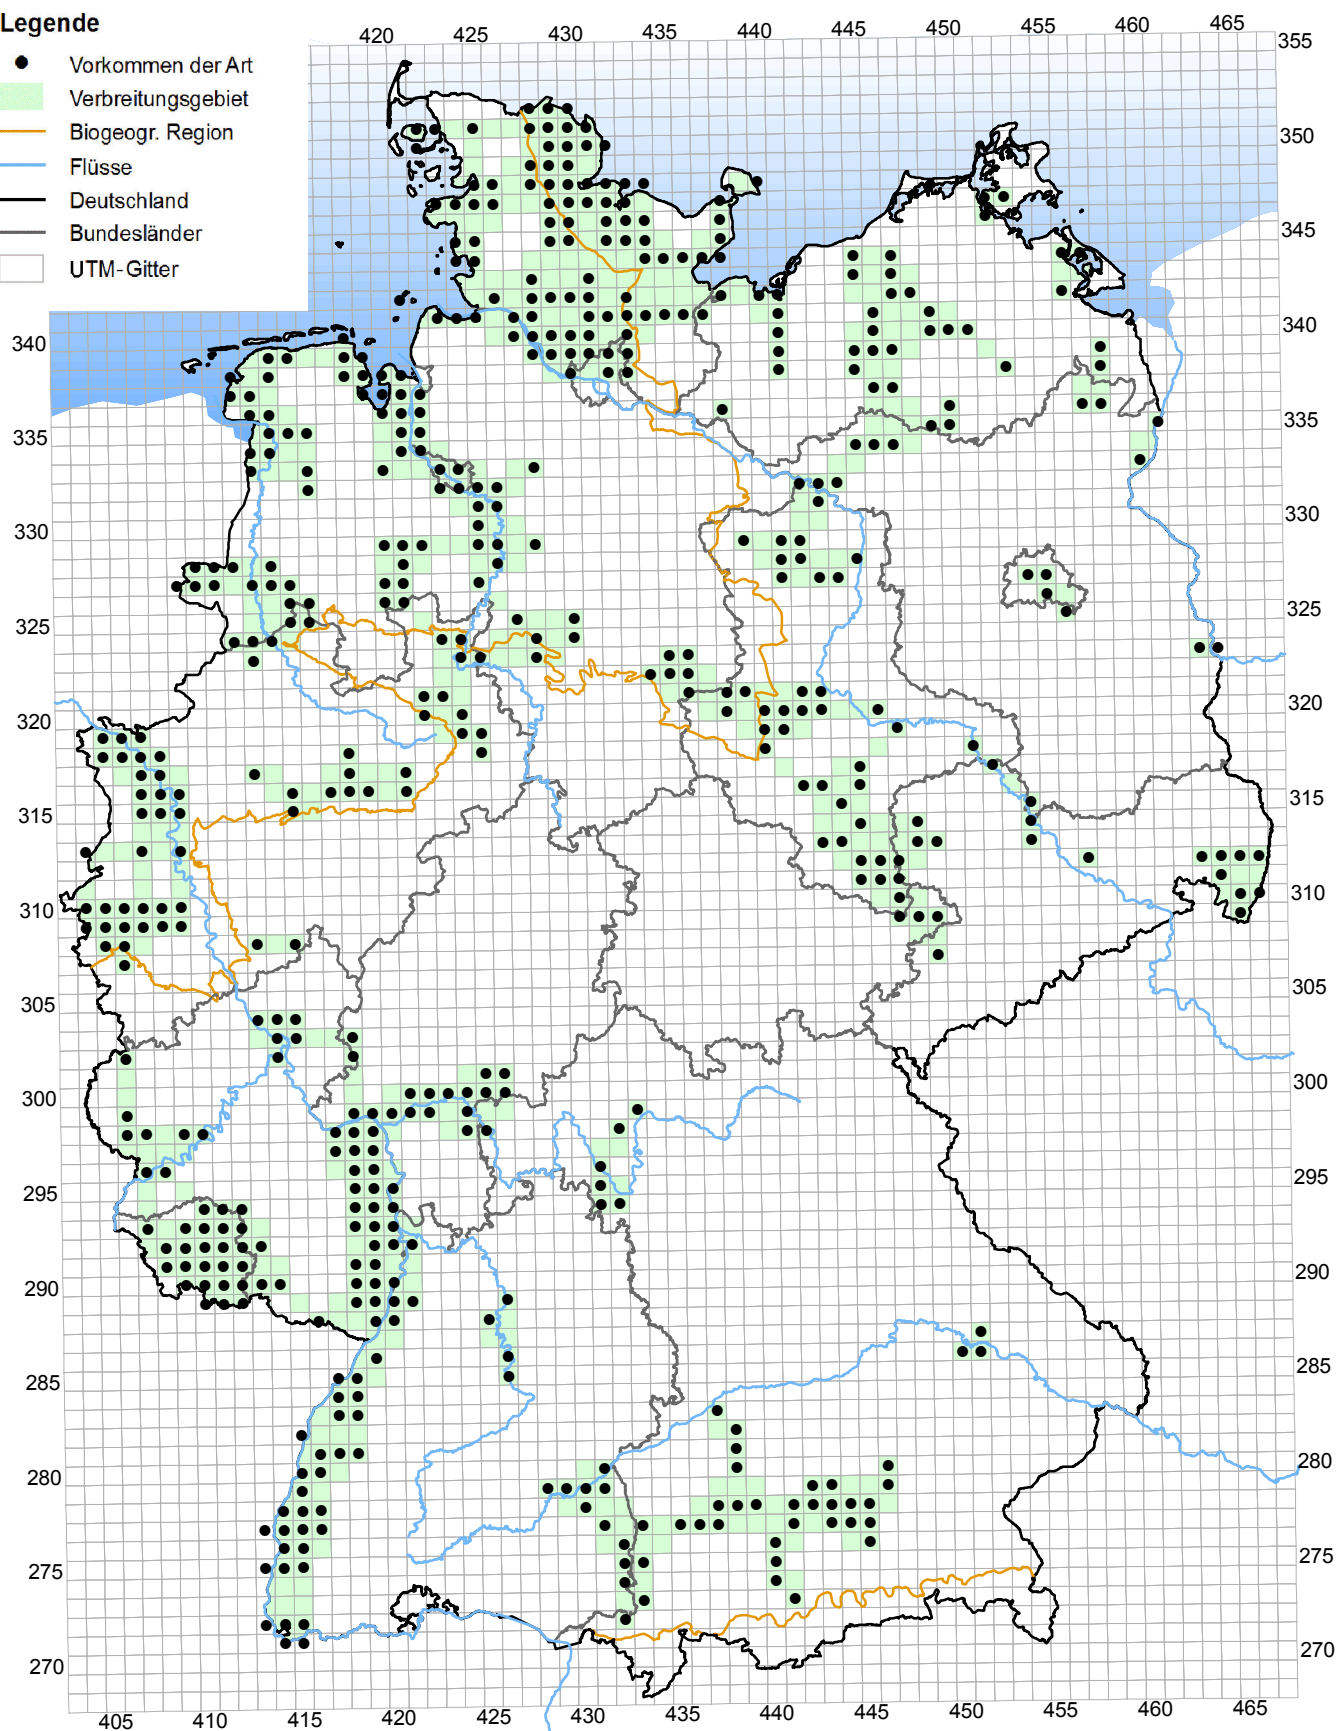 Legende
Vorkommen der Art
Verbreitungsgebiet
Biogeogr. Region
Flüsse
Deutschland
Bundesländer
UTM-Gitter
420 425 430 435 440 445 450 455 460 465
355
350
345
340 340
335 335
330 330
325 325
320 320
315 315
310 310
305 305
300 300
295 295
290 290
285 285
280 280
275 275
270 270
405 410 415 420 425 430 435 440 445 450 455 460 465